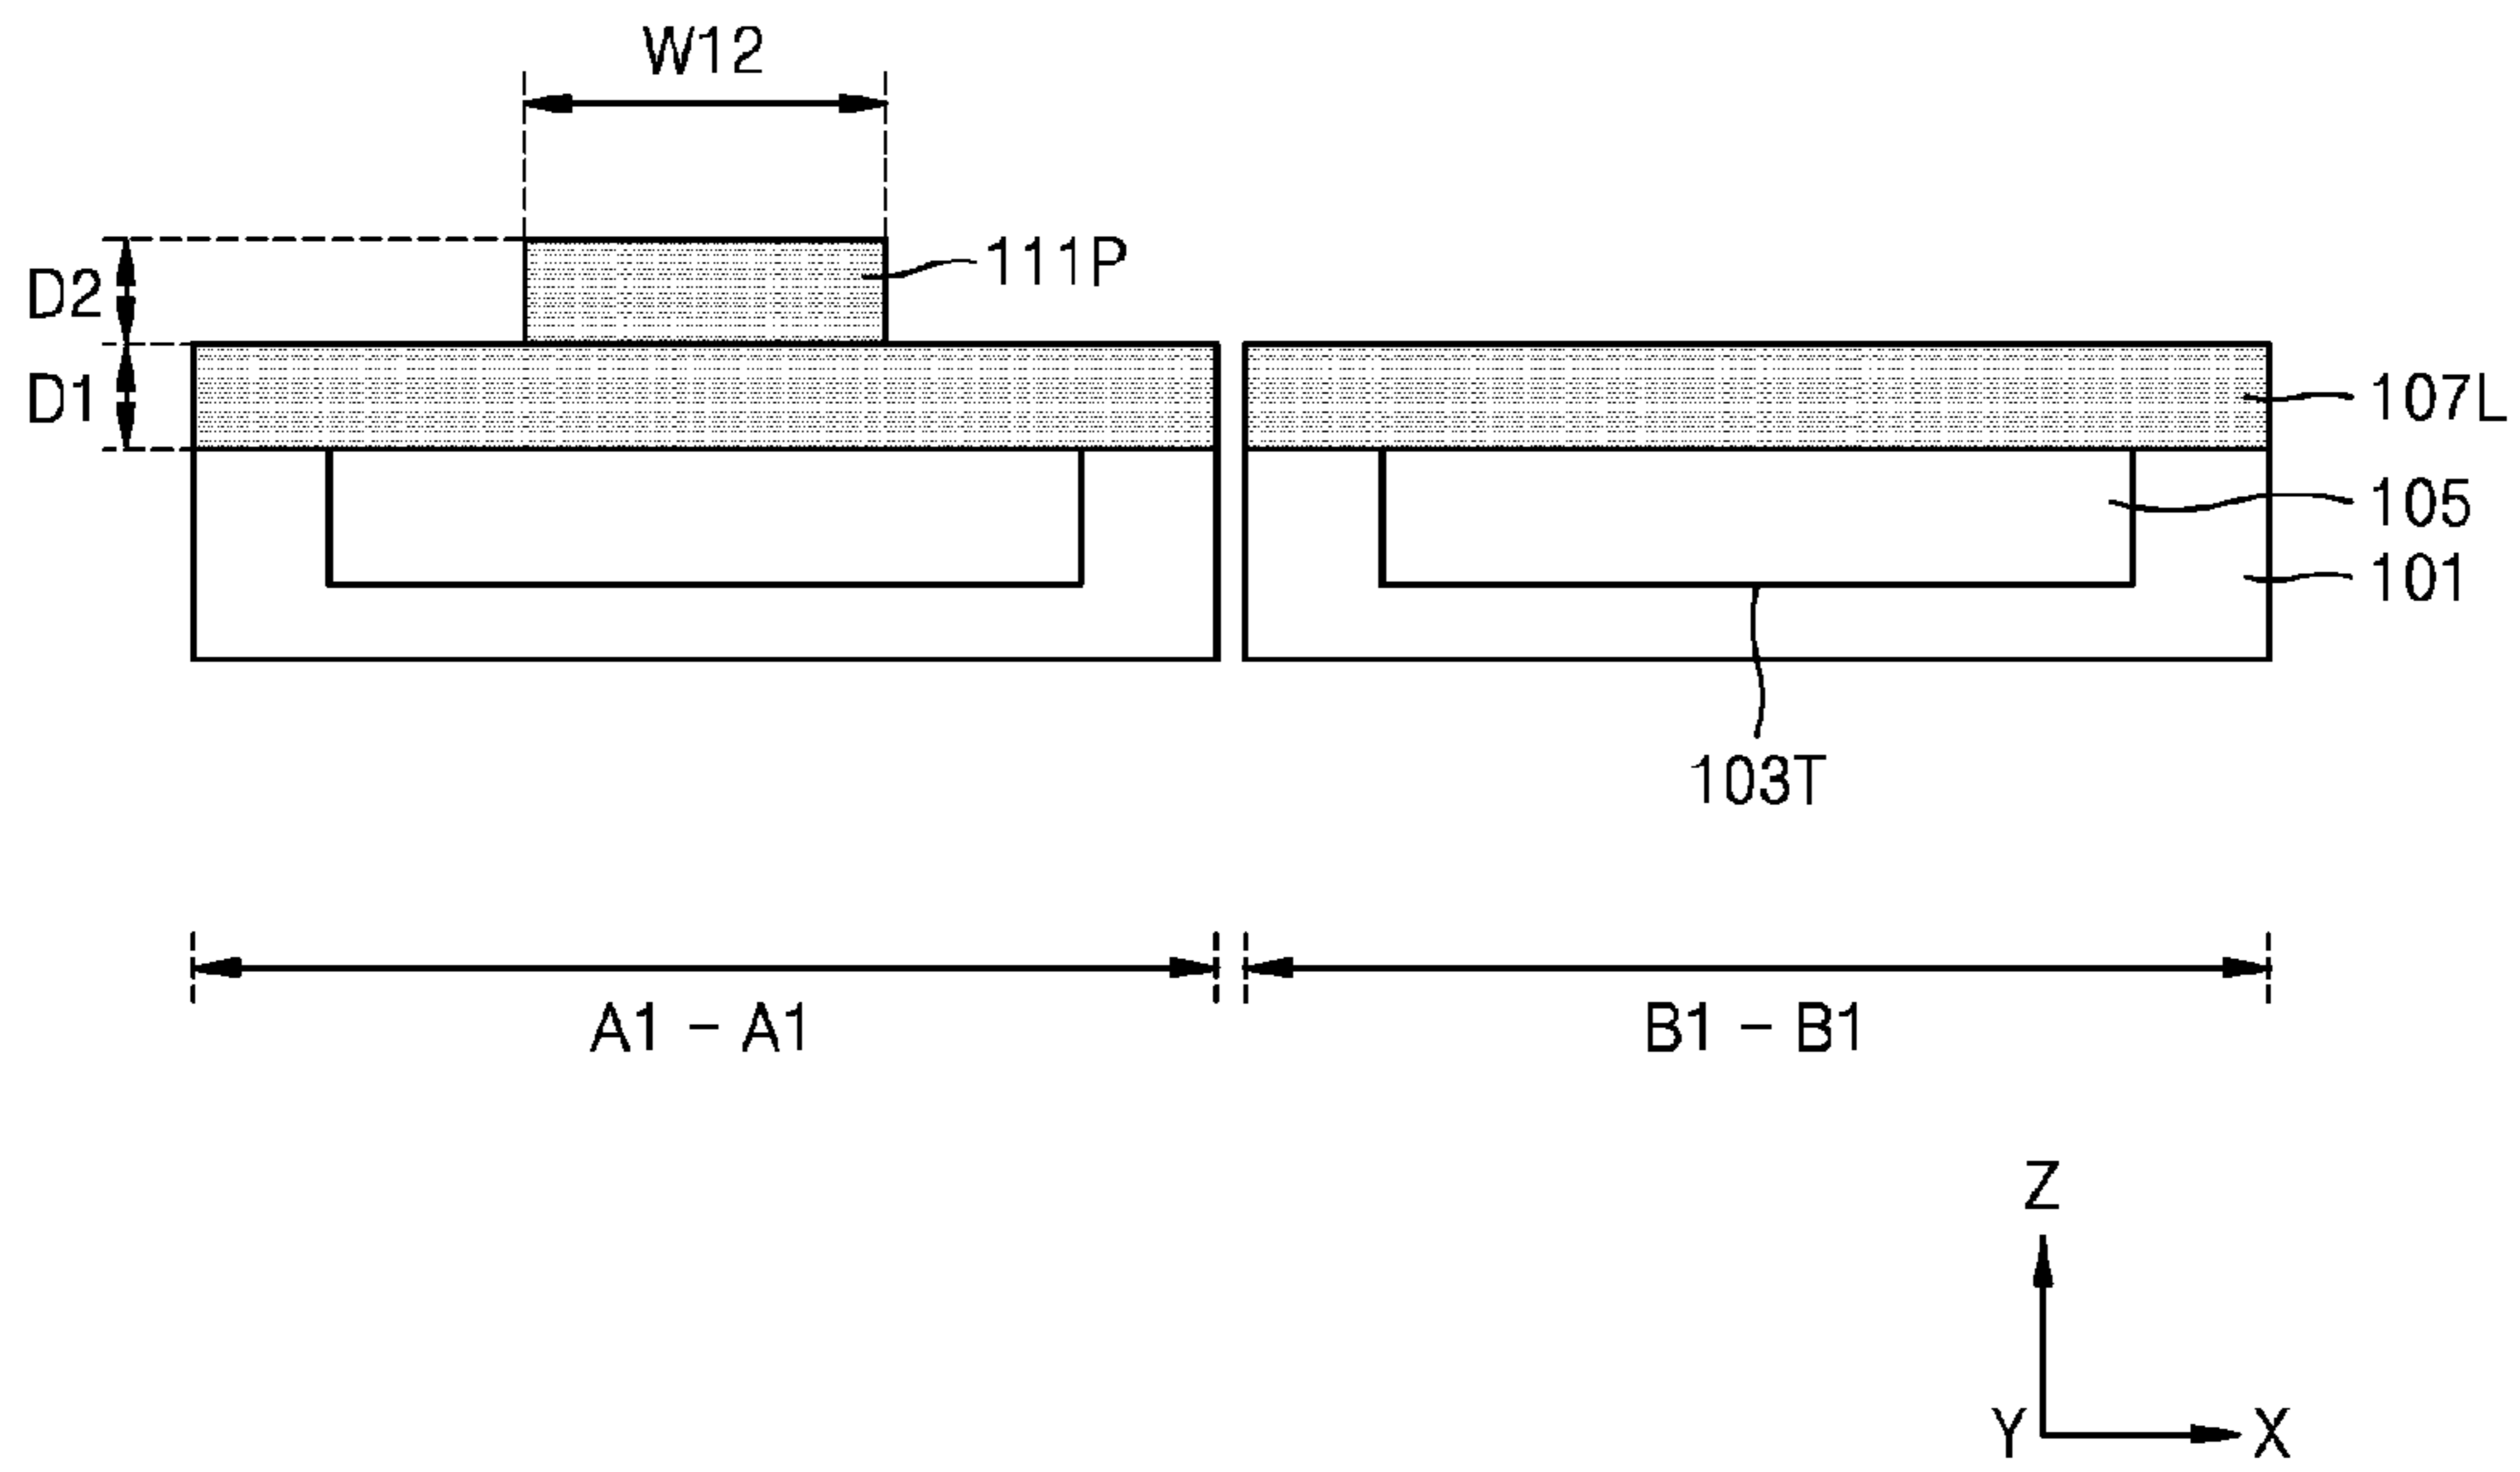 W12
111P
D2
D1
107L
105
101
103T
A1 – A1
B1 – B1
Z
Y
X